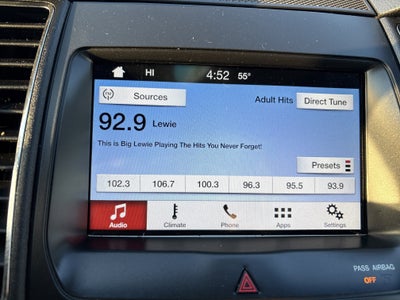 HI 4:52 55°
Sources Adult Hits Direct Tune
92.9 Lewie
This is Big Lewie Playing The Hits You Never Forget!
Presets
102.3 106.7 100.3 96.3 95.5 93.9
Audio Climate Phone Apps Settings
PASS AIRBAG
OFF